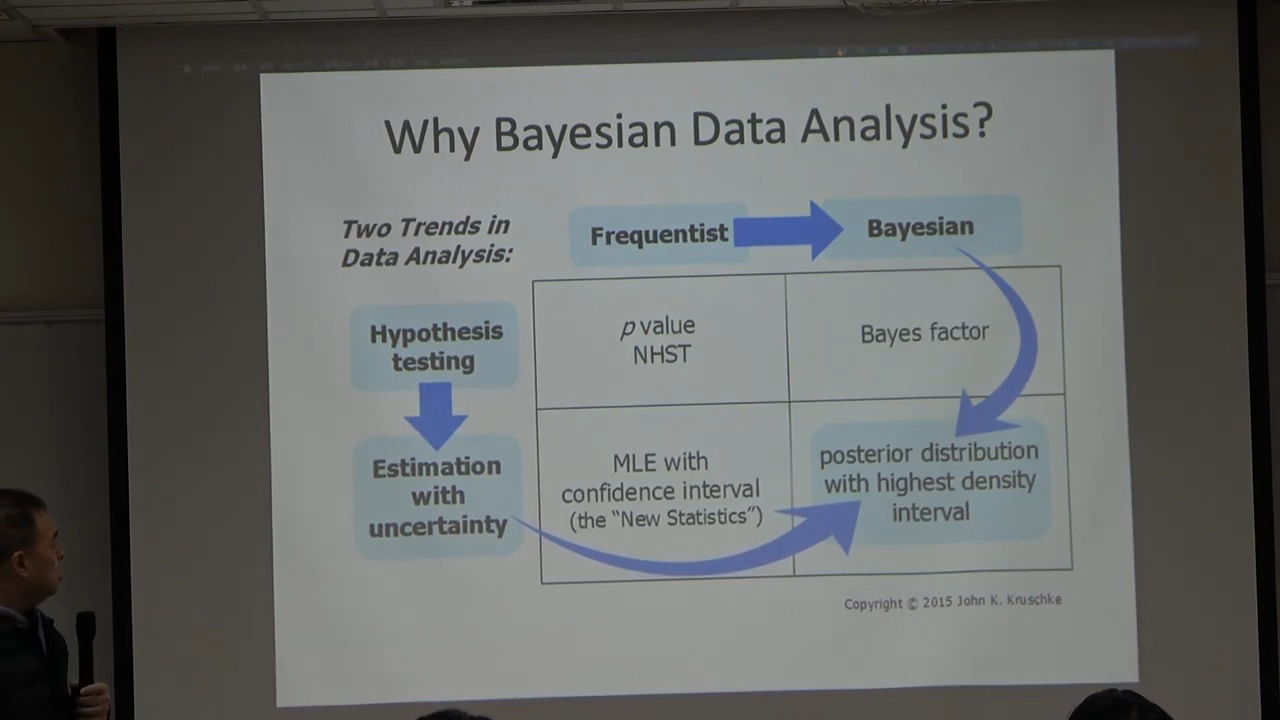 Why Bayesian Data Analysis?
Two Trends in
Data Analysis:
Frequentist
Bayesian
Hypothesis
testing
p value
NHST
Bayes factor
Estimation
with
uncertainty
MLE with
confidence interval
(the “New Statistics”)
posterior distribution
with highest density
interval
Copyright © 2015 John K. Kruschke